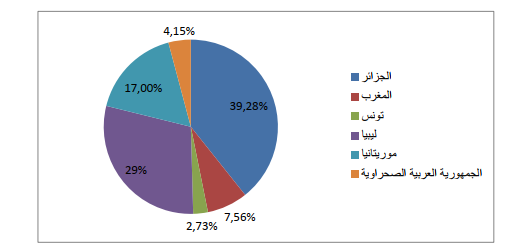 4,15%
17,00%
39,28%
29%
2,73%
7,56%
الجزائر
المغرب
تونس
ليبيا
موريتانيا
الجمهورية العربية الصحراوية